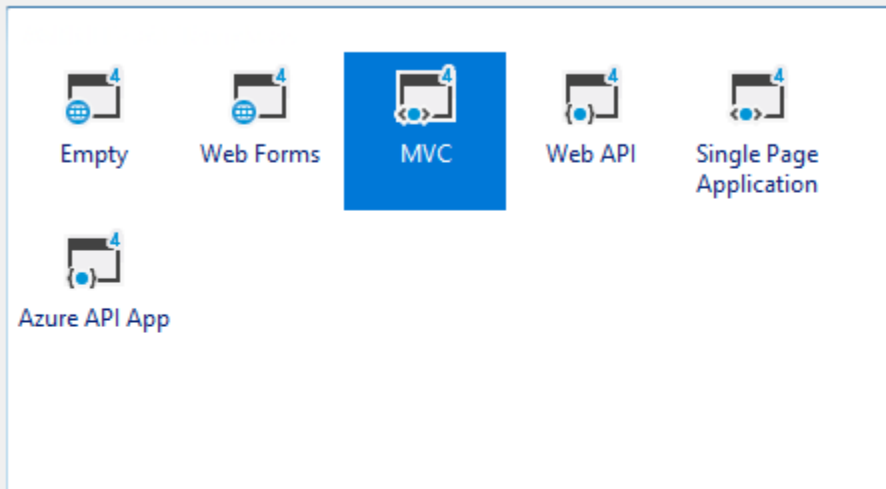 4 4 4 4 4
Empty Web Forms MVC Web API Single Page
Application
4
Azure API App